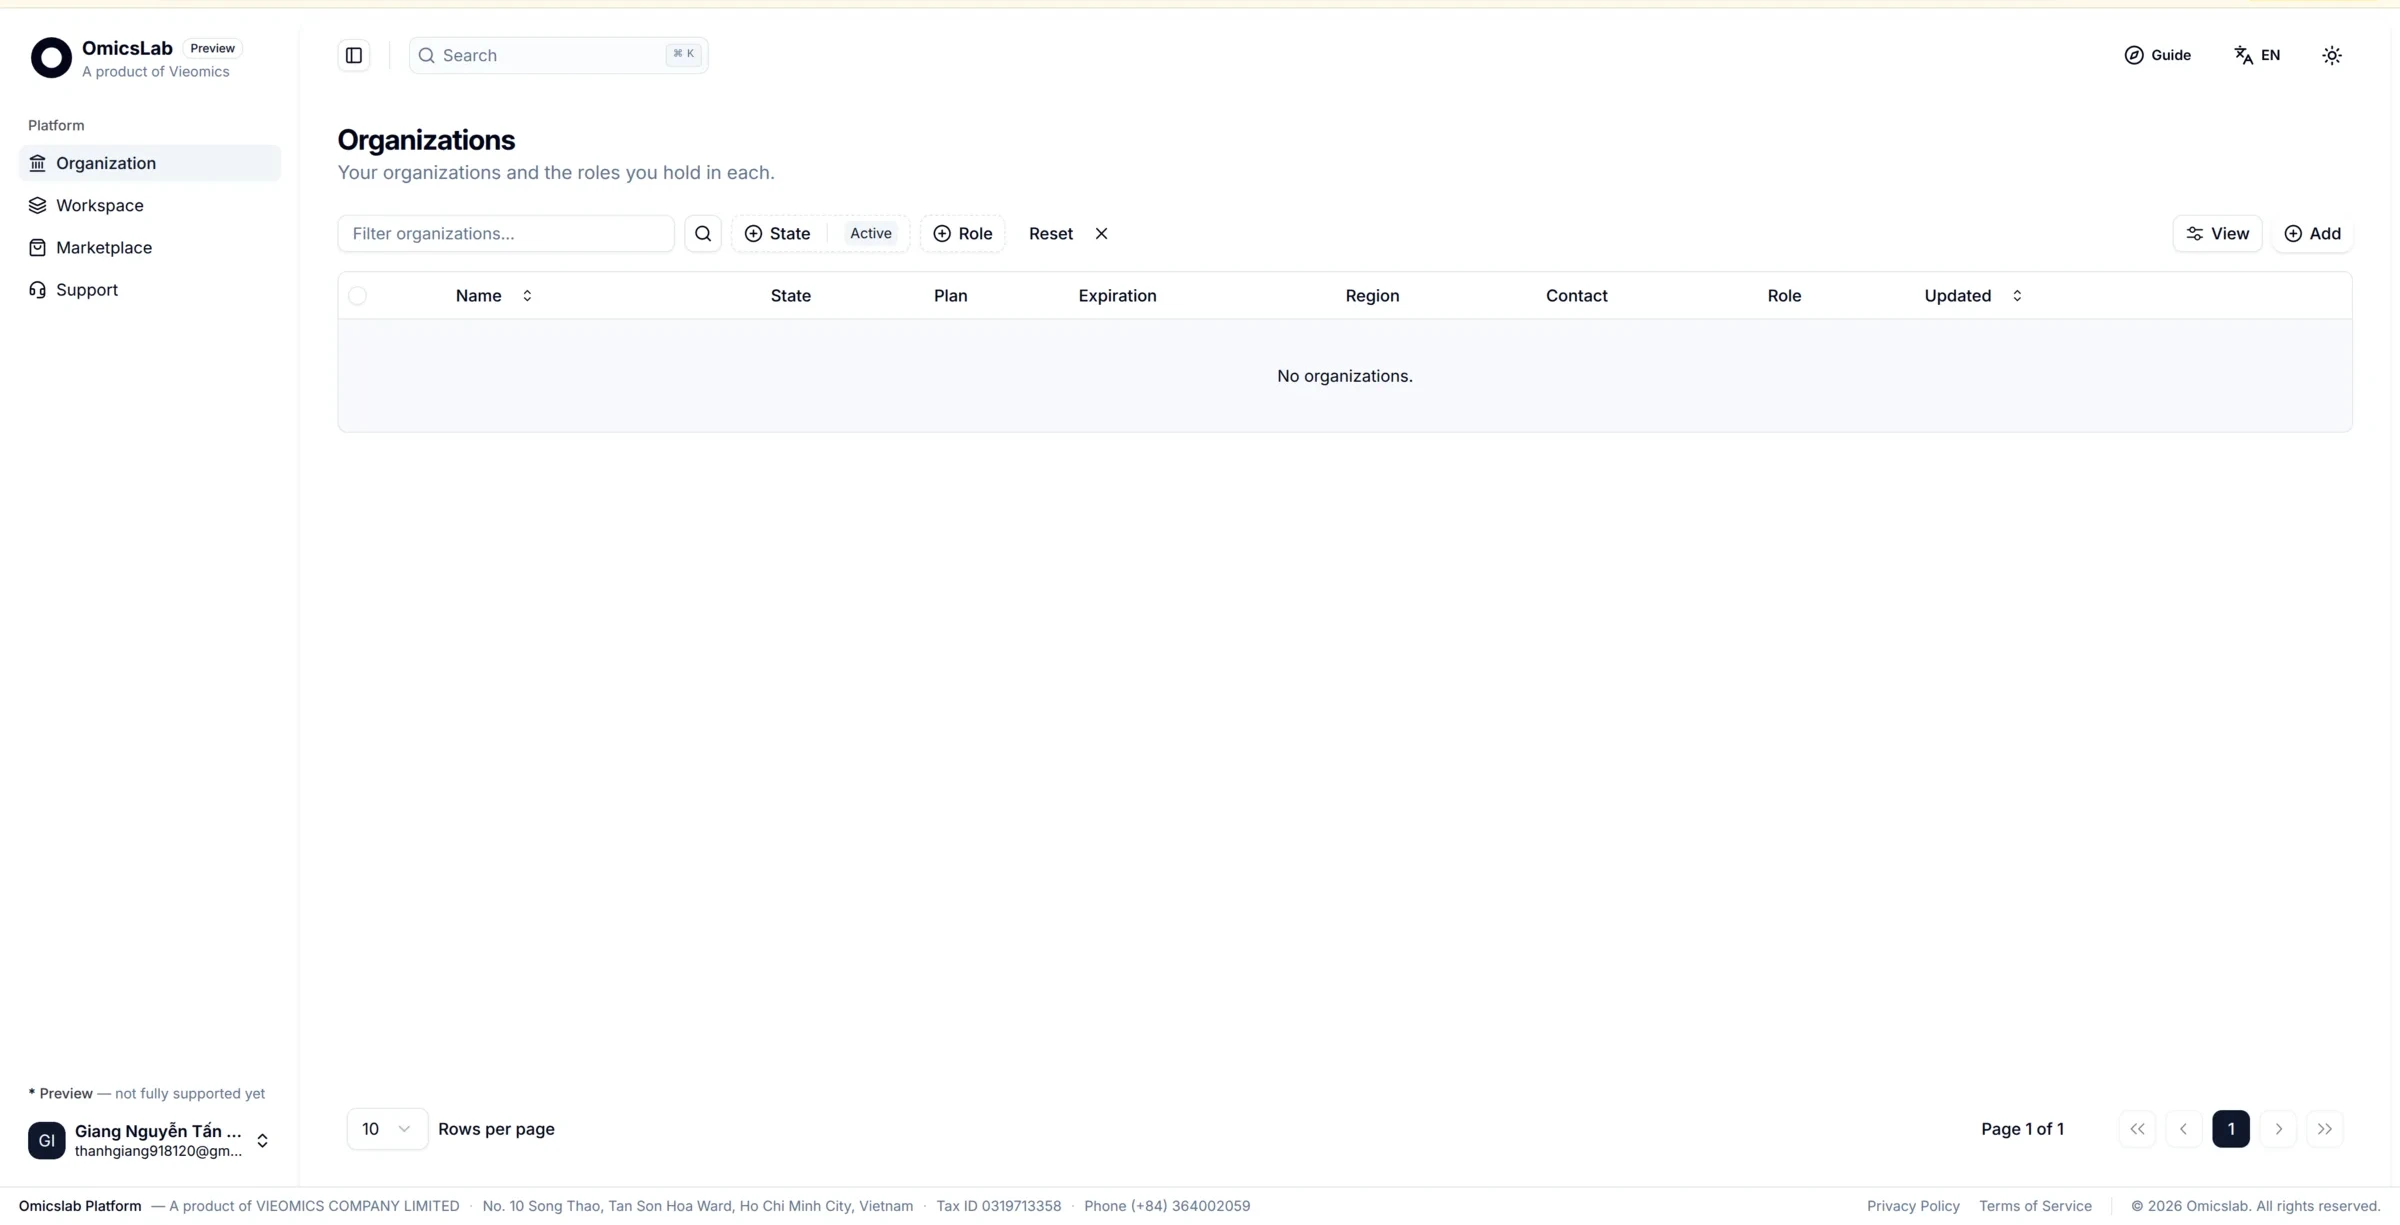 OmicsLab Preview
A product of Vieomics
Search ⌘ K
Guide EN
Platform
Organization
Workspace
Marketplace
Support
Organizations
Your organizations and the roles you hold in each.
Filter organizations... State Active Role Reset View Add
Name State Plan Expiration Region Contact Role Updated
No organizations.
* Preview — not fully supported yet
GI Giang Nguyễn Tấn ...
thanhgiang918120@gm...
10 Rows per page Page 1 of 1 1
Omicslab Platform — A product of VIEOMICS COMPANY LIMITED · No. 10 Song Thao, Tan Son Hoa Ward, Ho Chi Minh City, Vietnam · Tax ID 0319713358 · Phone (+84) 364002059 Privacy Policy Terms of Service © 2026 Omicslab. All rights reserved.